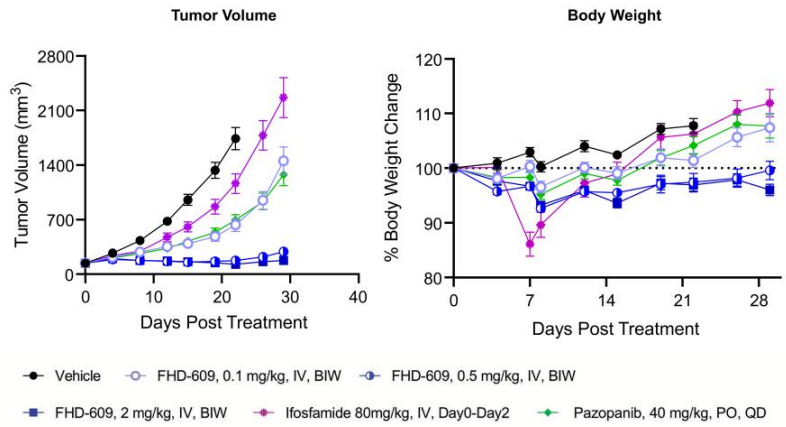 Tumor Volume
Tumor Volume (mm³)
2800
2100
1400
700
0
0 10 20 30 40
Days Post Treatment
Body Weight
% Body Weight Change
120
110
100
90
80
0 7 14 21 28
Days Post Treatment
Vehicle FHD-609, 0.1 mg/kg, IV, BIW FHD-609, 0.5 mg/kg, IV, BIW
FHD-609, 2 mg/kg, IV, BIW Ifosfamide 80mg/kg, IV, Day0-Day2 Pazopanib, 40 mg/kg, PO, QD